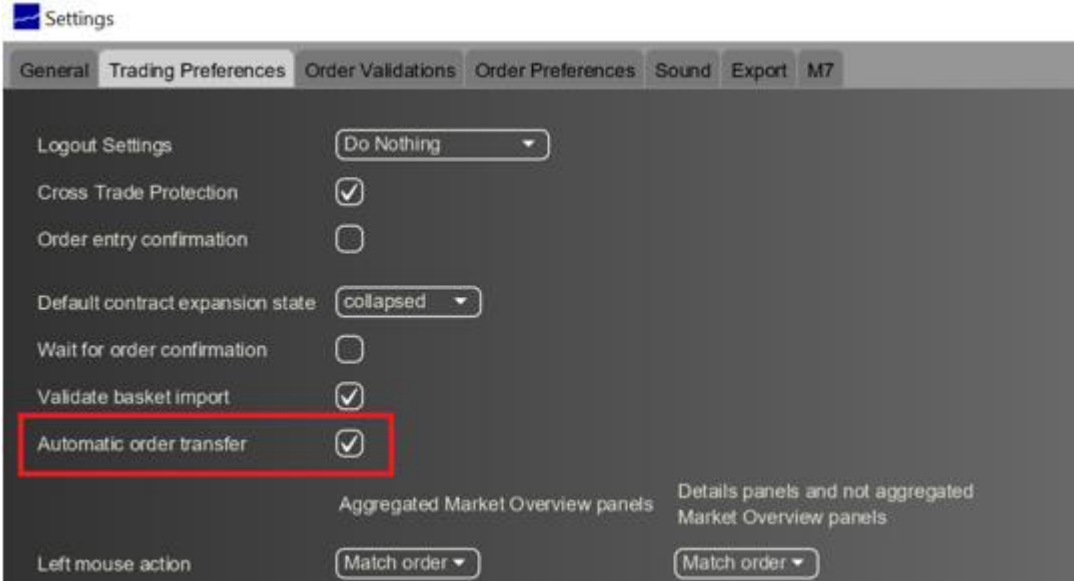 Settings
General Trading Preferences Order Validations Order Preferences Sound Export M7
Logout Settings Do Nothing
Cross Trade Protection
Order entry confirmation
Default contract expansion state collapsed
Wait for order confirmation
Validate basket import
Automatic order transfer
Aggregated Market Overview panels Details panels and not aggregated
Market Overview panels
Left mouse action Match order Match order